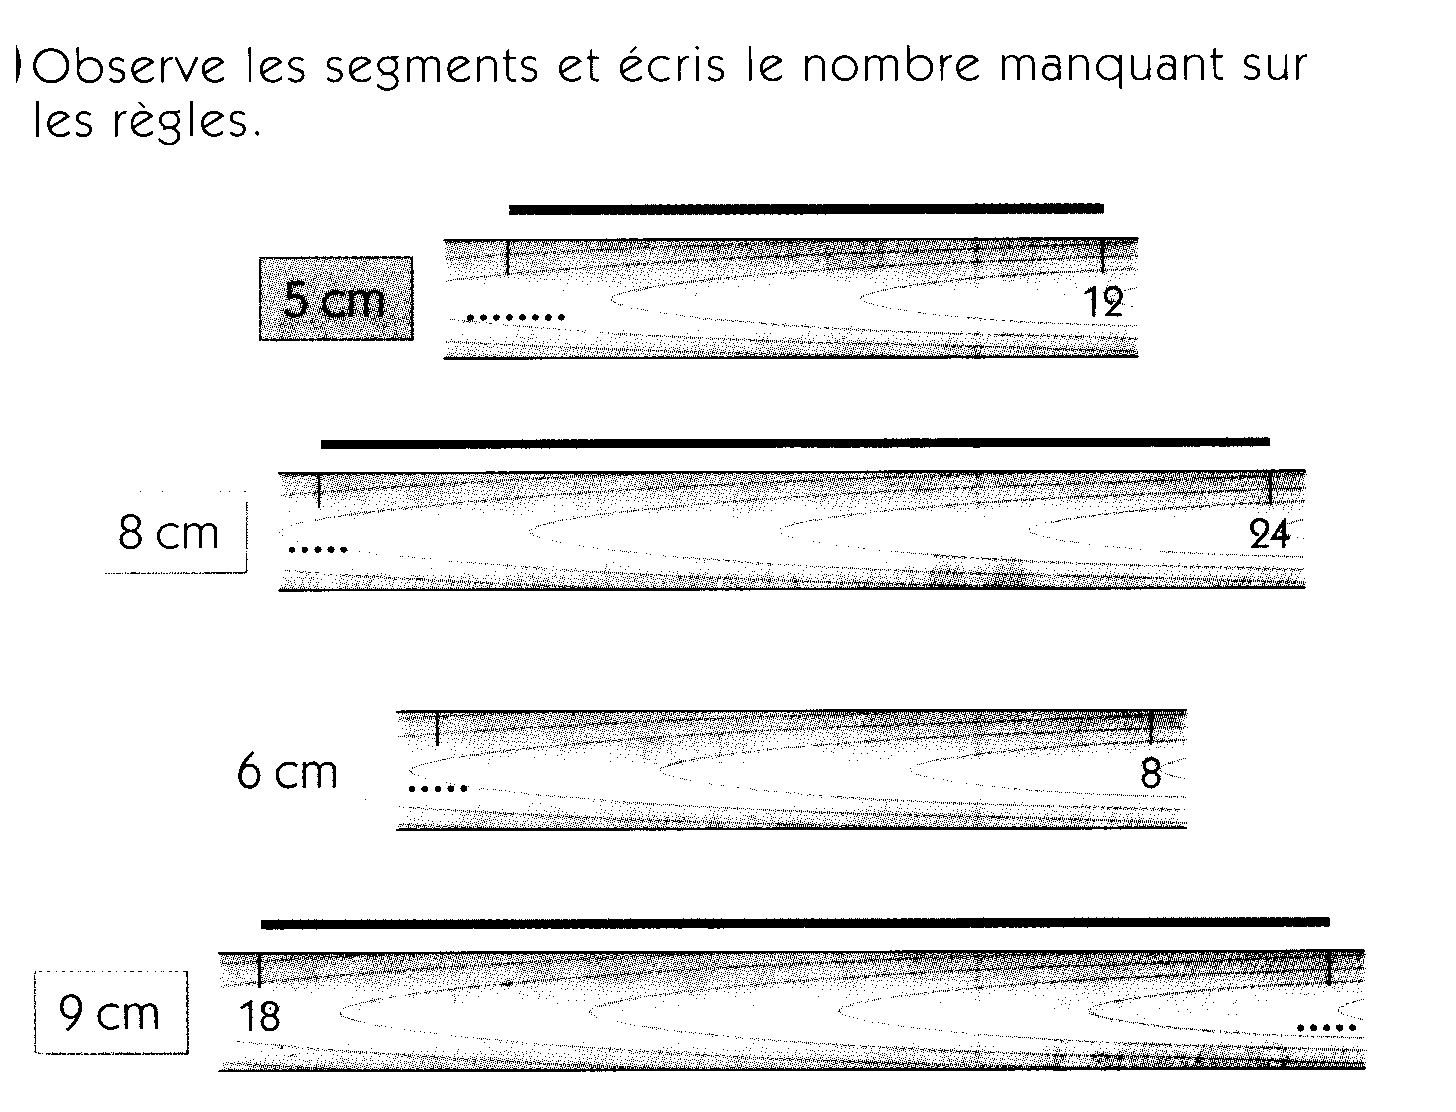 Observe les segments et écris le nombre manquant sur
les règles.
5 cm
........ 12
8 cm
..... 24
6 cm
..... 8
9 cm
18 .....